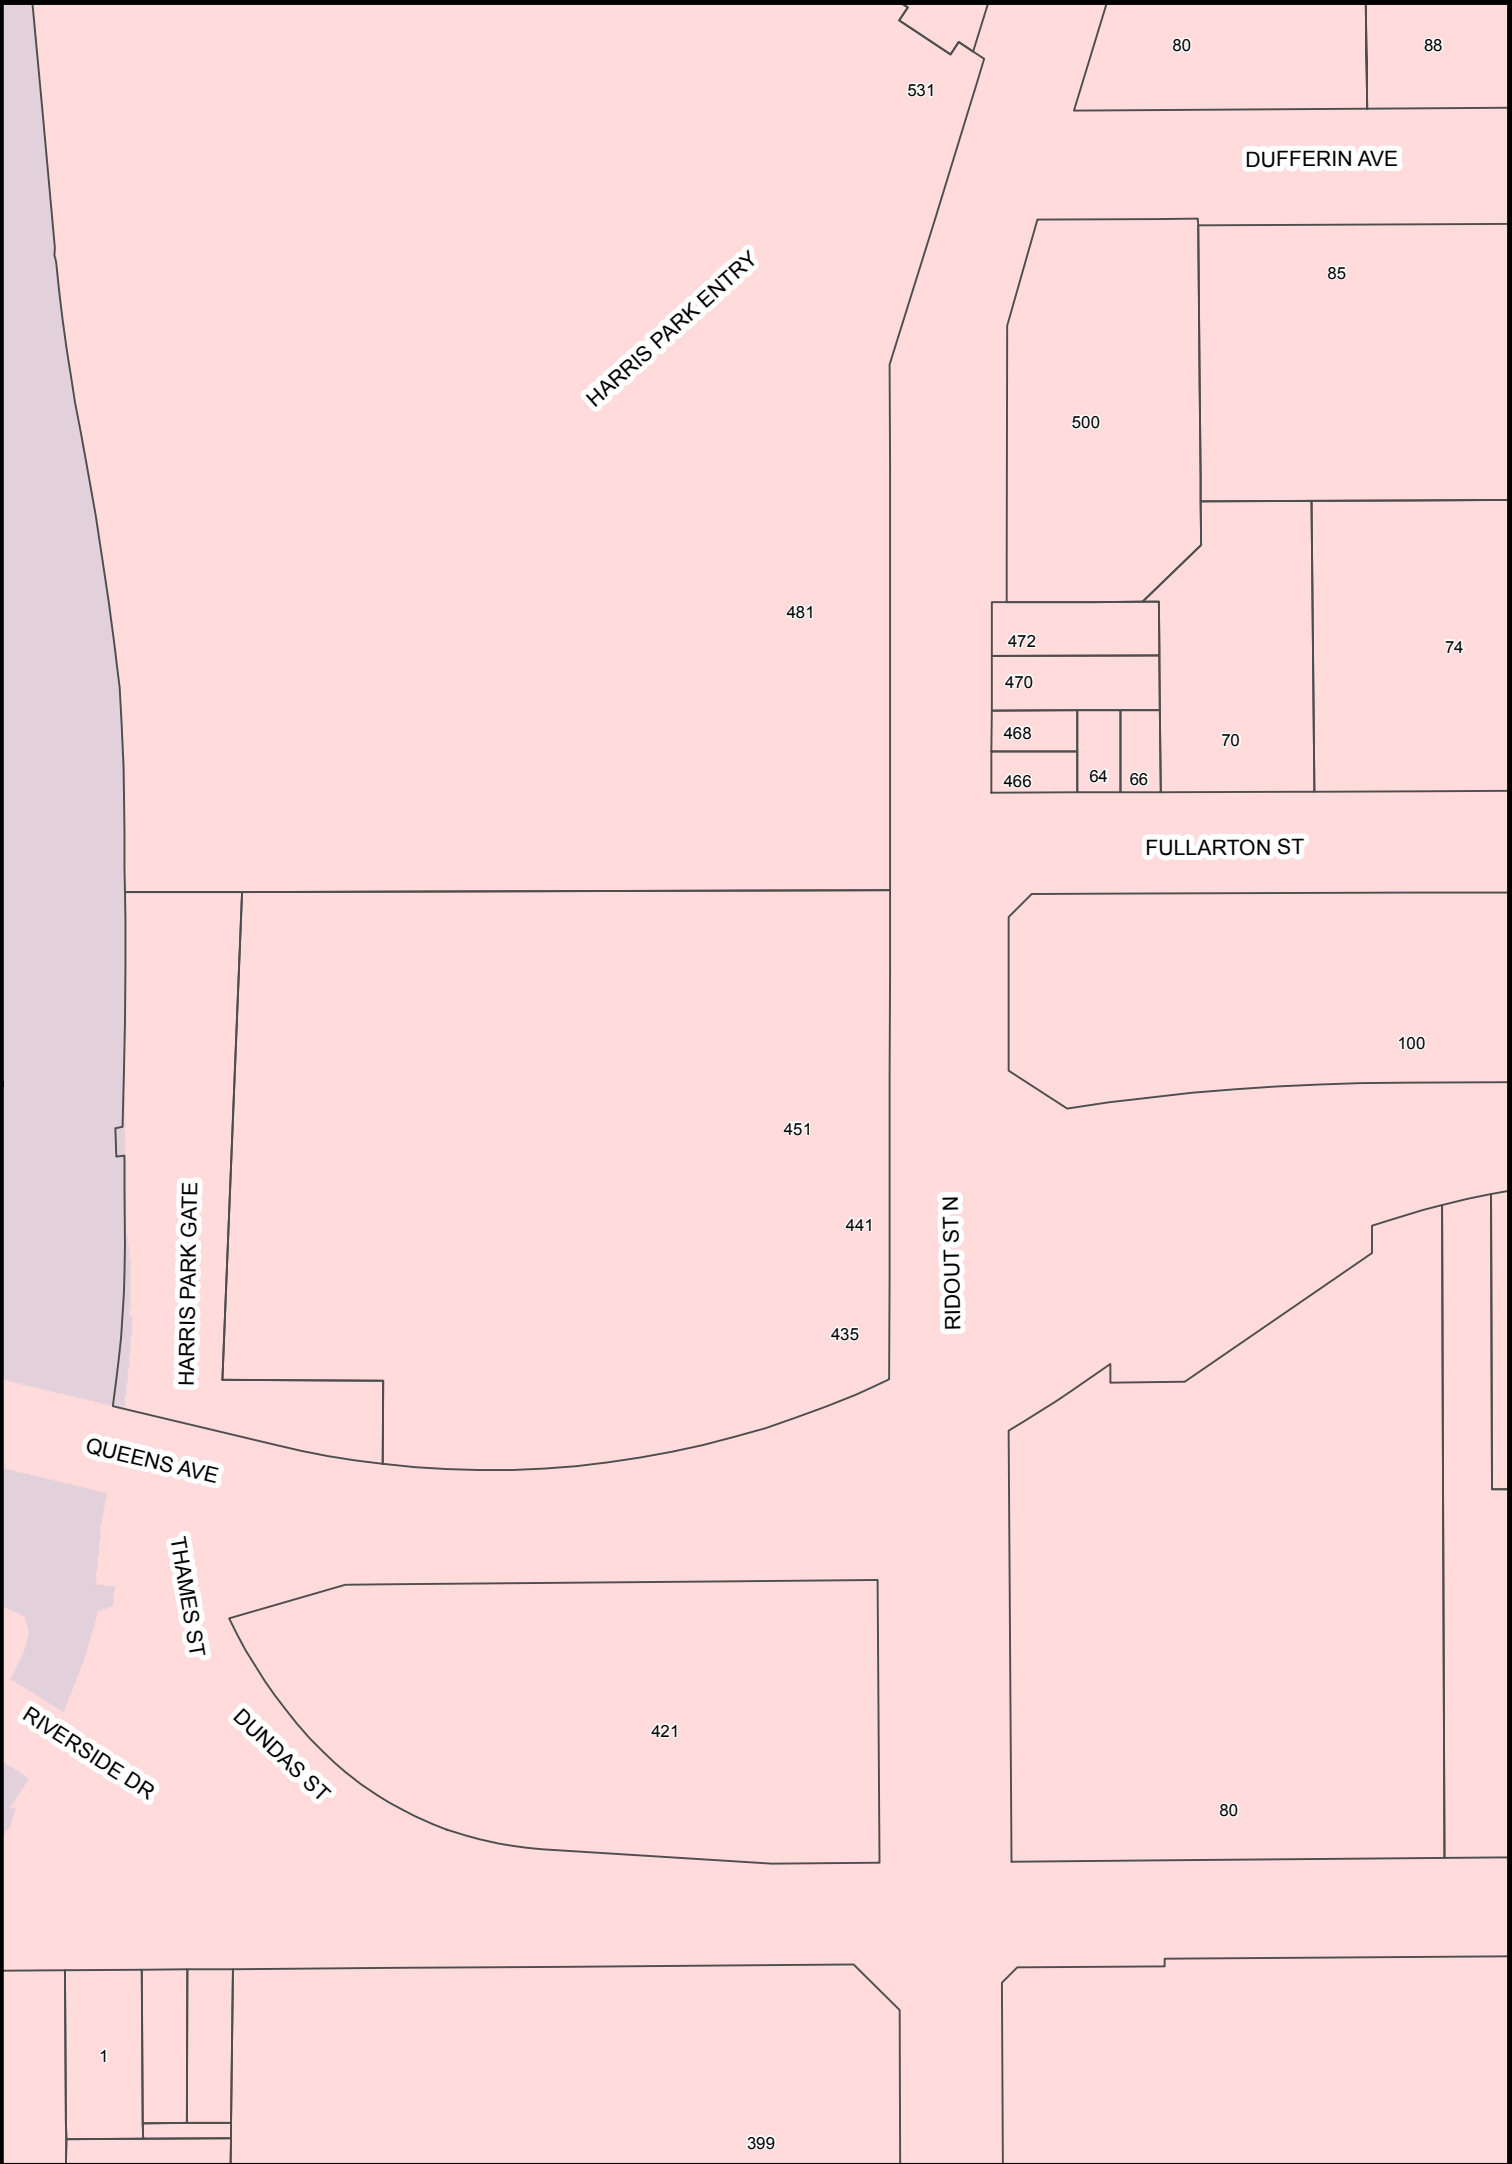 80
88
531
DUFFERIN AVE
85
HARRIS PARK ENTRY
500
481
472
470
468
466
64
66
70
74
FULLARTON ST
100
451
441
435
HARRIS PARK GATE
RIDOUT ST N
QUEENS AVE
THAMES ST
RIVERSIDE DR
DUNDAS ST
421
80
1
399